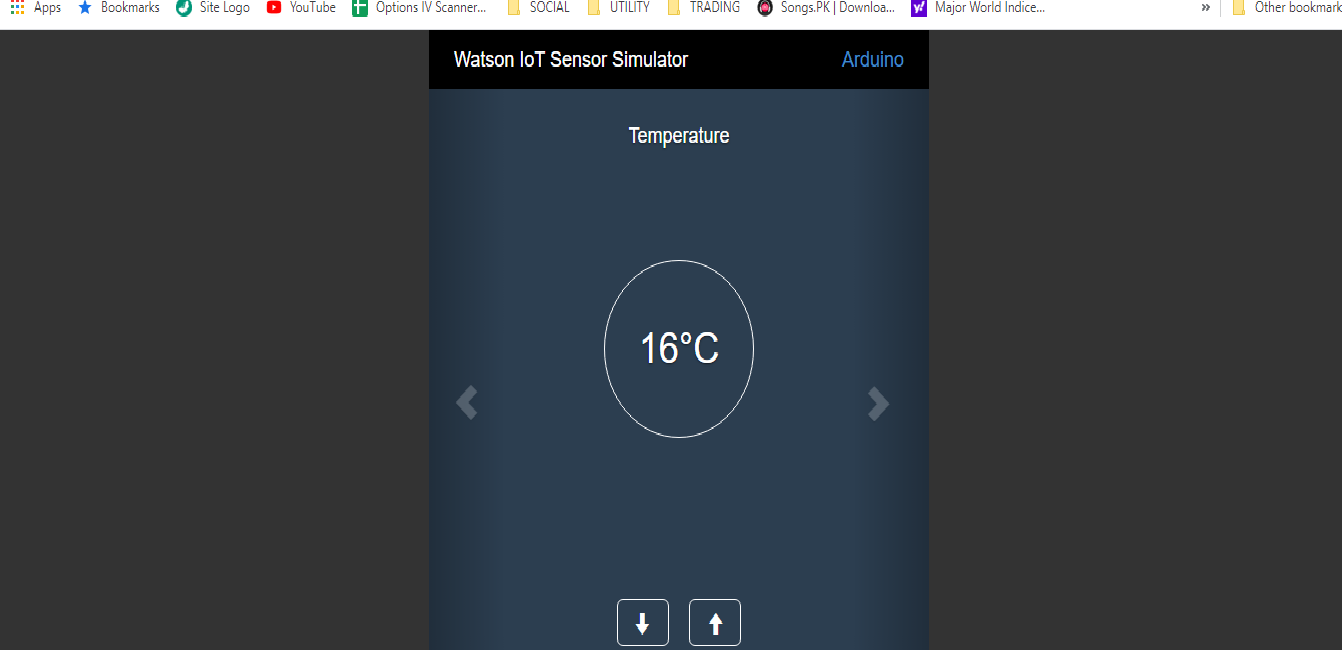 Apps Bookmarks Site Logo YouTube Options IV Scanner... SOCIAL UTILITY TRADING Songs.PK | Downloa... Major World Indice... » Other bookmark
Watson IoT Sensor Simulator Arduino
Temperature
16°C